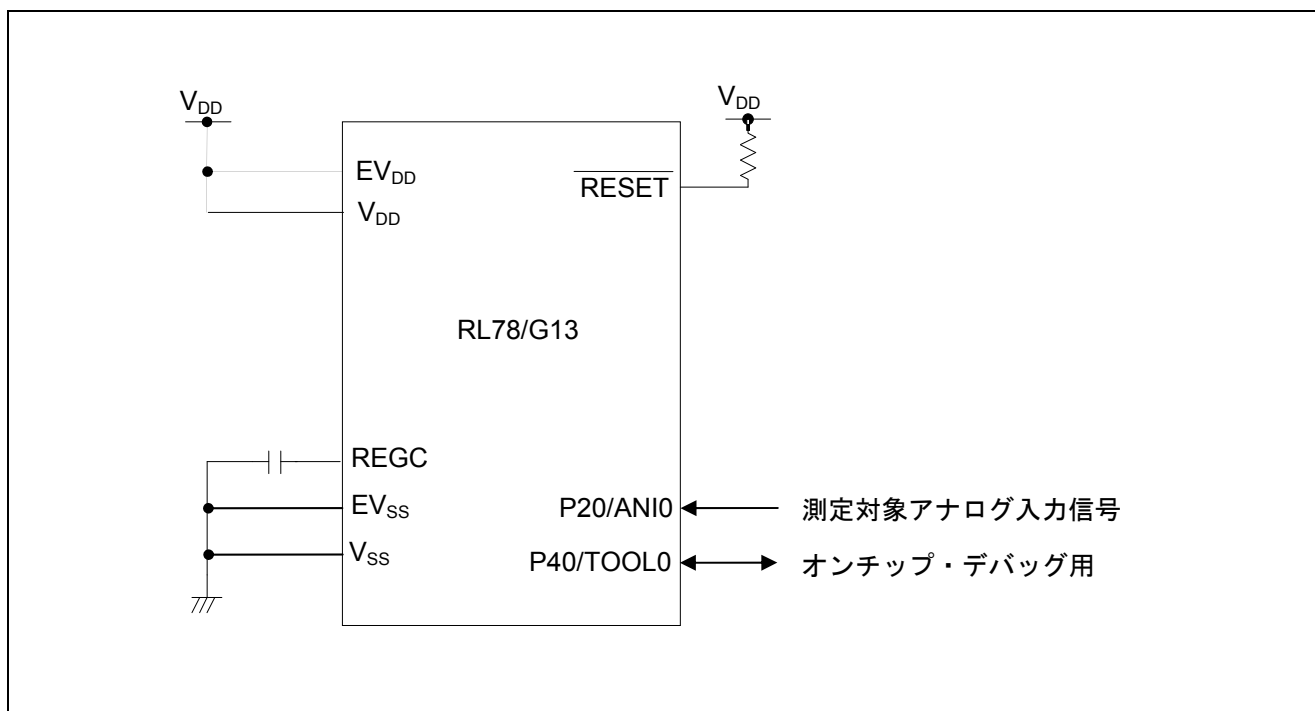 VDD
EVDD
VDD
VDD
RESET
RL78/G13
REGC
EVSS
VSS
P20/ANI0
測定対象アナログ入力信号
P40/TOOL0
オンチップ・デバッグ用